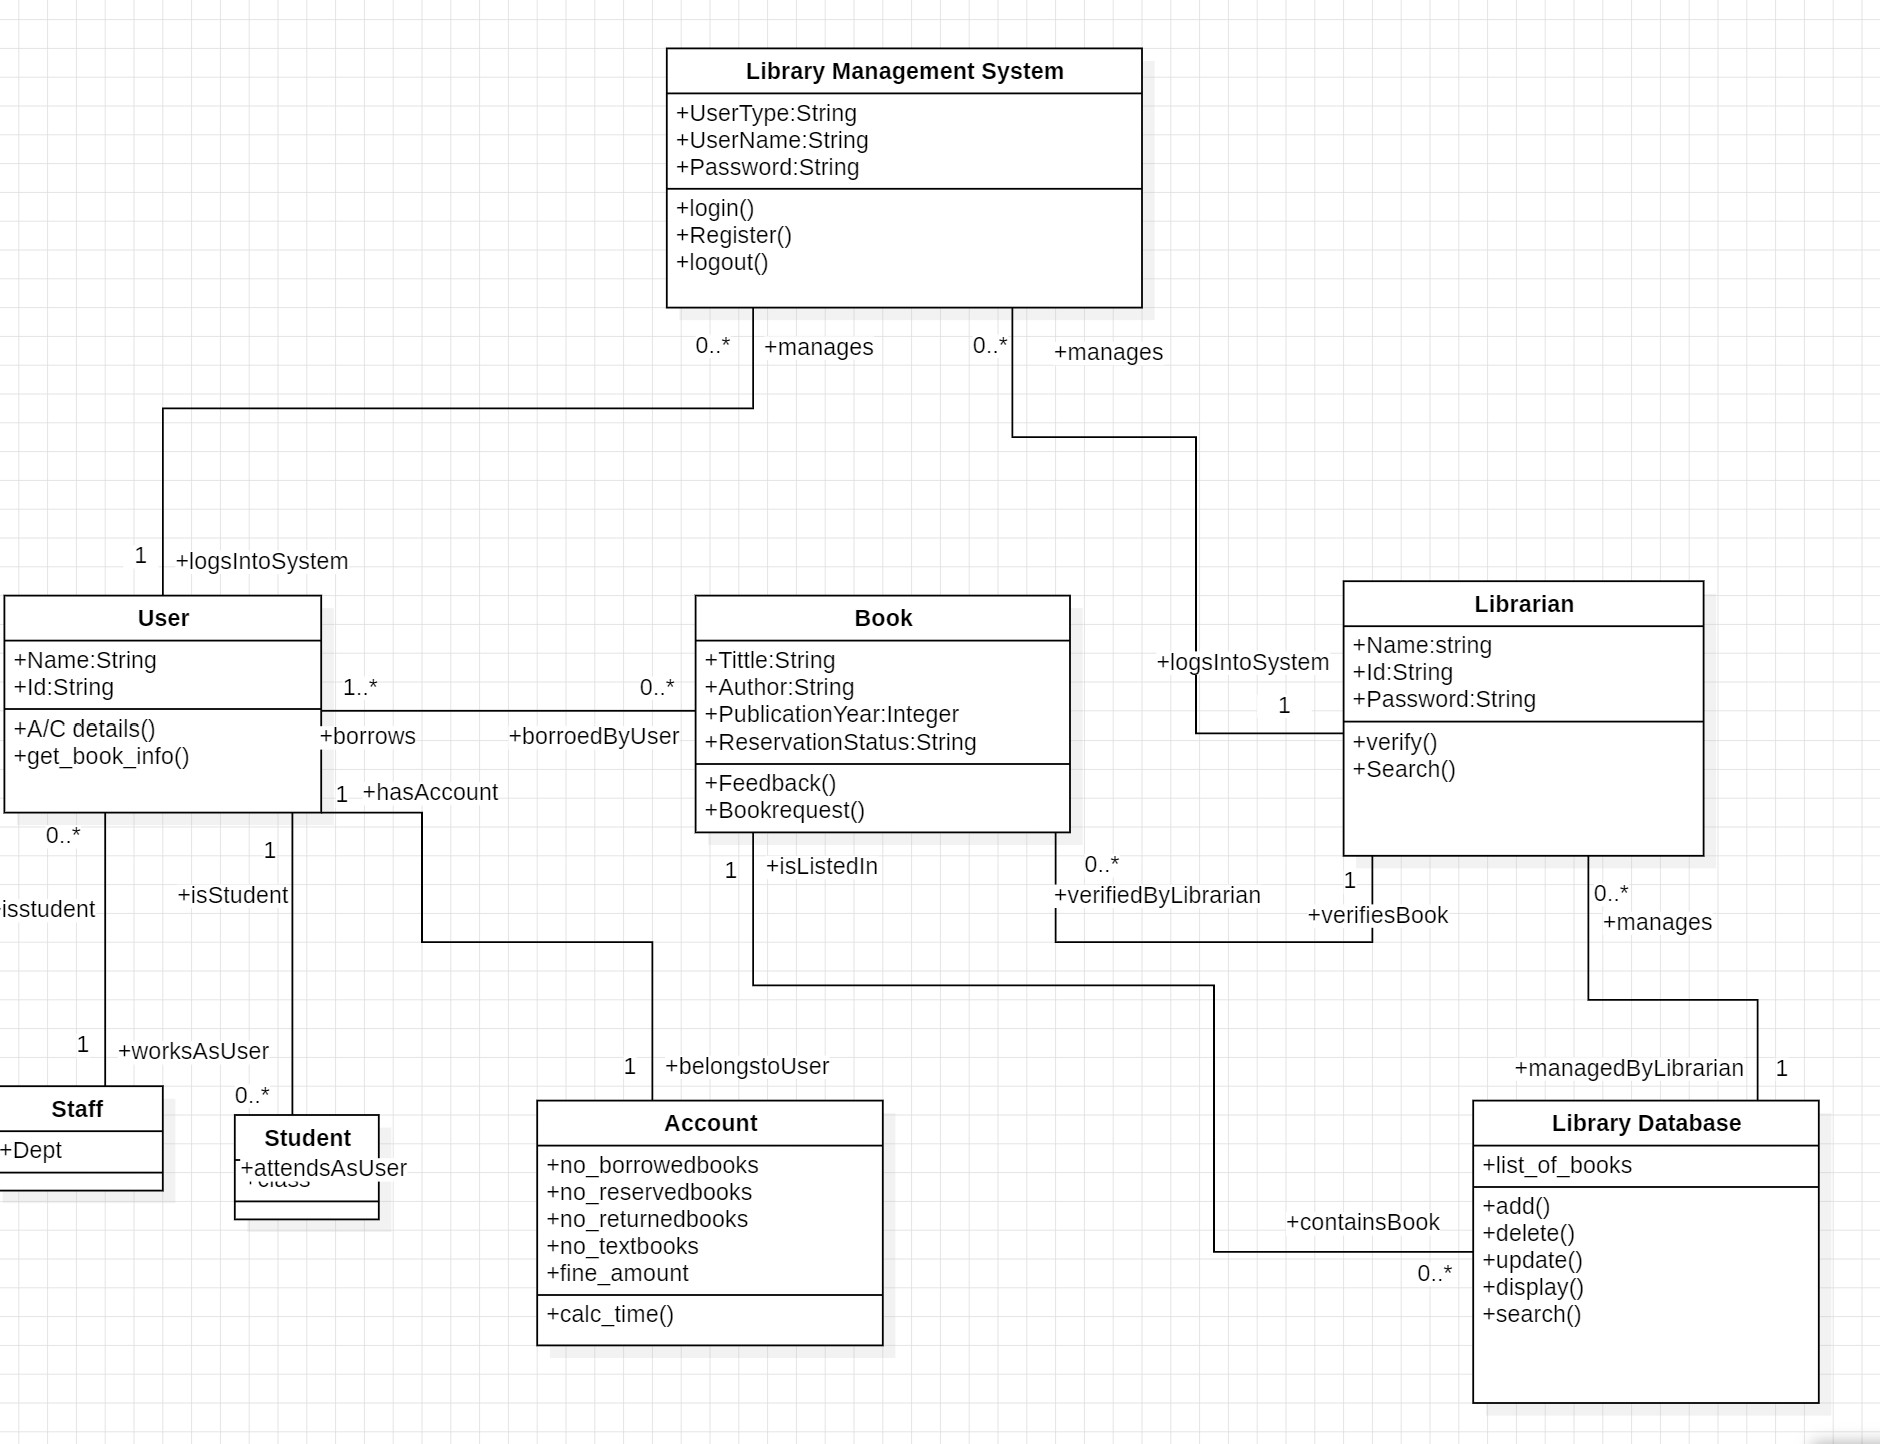 Library Management System
+UserType:String
+UserName:String
+Password:String
+login()
+Register()
+logout()
0..*
+manages
0..*
+manages
1
+logsIntoSystem
User
+Name:String
+Id:String
+A/C details()
+get_book_info()
1..*
0..*
+borrows
+borroedByUser
1
+hasAccount
Book
+Tittle:String
+Author:String
+PublicationYear:Integer
+ReservationStatus:String
+Feedback()
+Bookrequest()
+logsIntoSystem
1
Librarian
+Name:string
+Id:String
+Password:String
+verify()
+Search()
0..*
isstudent
1
+isStudent
1
+isListedIn
0..*
+verifiedByLibrarian
1
+verifiesBook
0..*
+manages
1
+worksAsUser
0..*
1
+belongstoUser
+managedByLibrarian
1
Staff
+Dept
Student
+attendsAsUser
+class
Account
+no_borrowedbooks
+no_reservedbooks
+no_returnedbooks
+no_textbooks
+fine_amount
+calc_time()
+containsBook
0..*
Library Database
+list_of_books
+add()
+delete()
+update()
+display()
+search()